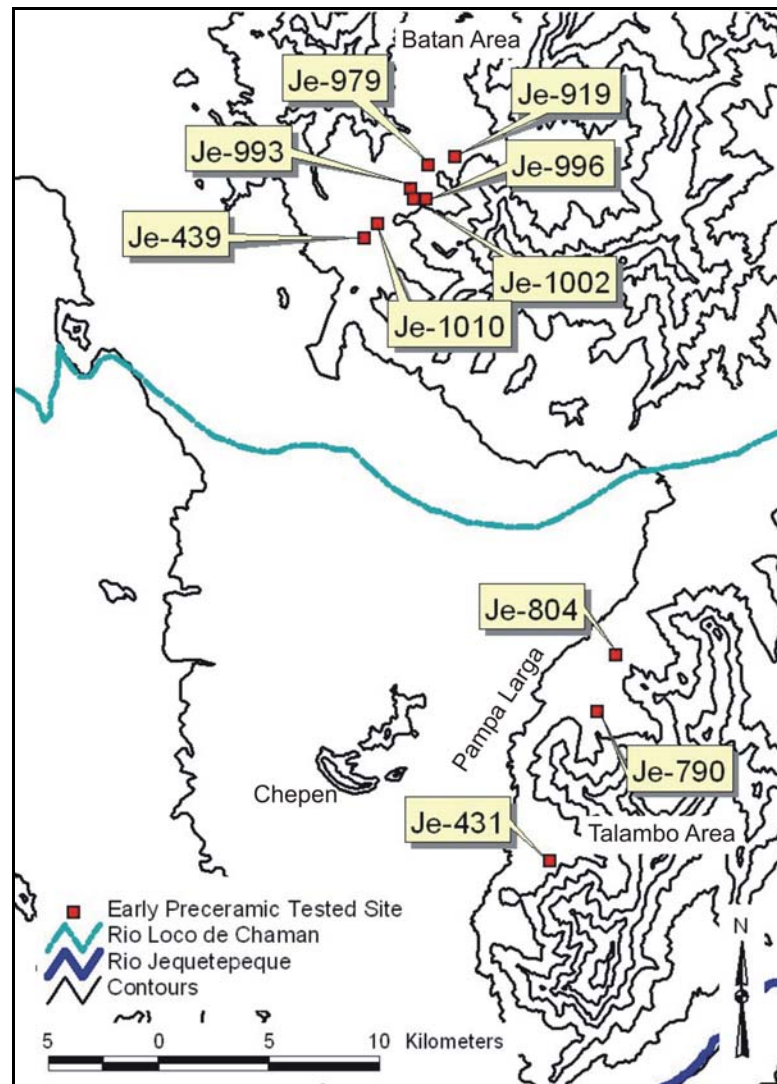 Batan Area
Je-979
Je-919
Je-993
Je-996
Je-439
Je-1002
Je-1010
Je-804
Pampa Larga
Je-790
Chepen
Je-431
Talambo Area
Early Preceramic Tested Site
Rio Loco de Chaman
Rio Jequetepeque
Contours
N
5 0 5 10 Kilometers